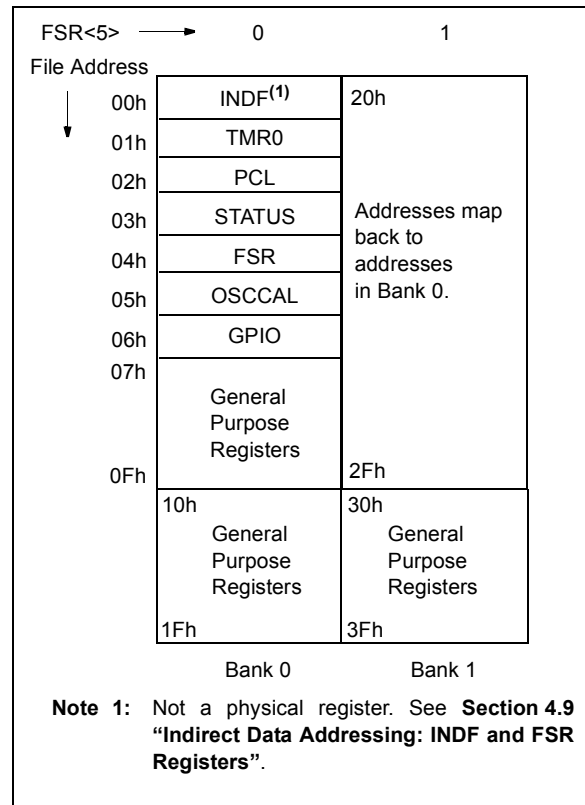 FSR<5> 0 1
File Address
00h INDF(1) 20h
01h TMR0
02h PCL
03h STATUS Addresses map
back to
04h FSR addresses
05h OSCCAL in Bank 0.
06h GPIO
07h
General
Purpose
Registers
0Fh 2Fh
10h 30h
General General
Purpose Purpose
Registers Registers
1Fh 3Fh
Bank 0 Bank 1
Note 1: Not a physical register. See Section 4.9
“Indirect Data Addressing: INDF and FSR
Registers”.